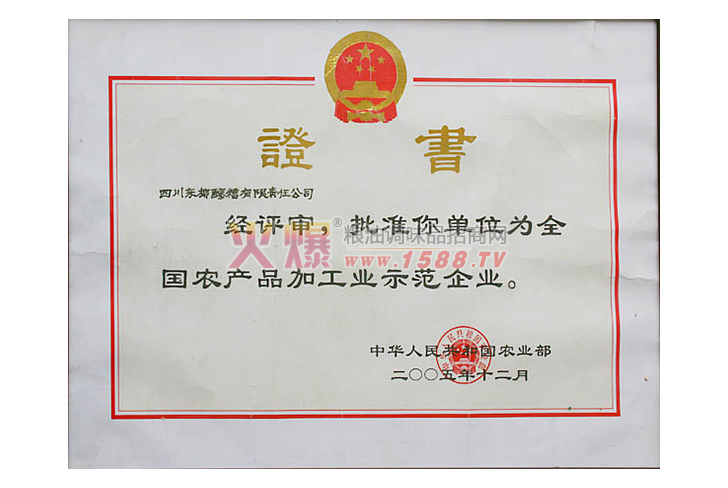 證書
四川东柳醪糟有限责任公司
经评审，批准你单位为全
国农产品加工业示范企业。
火爆®粮油调味品招商网
www.1588.TV
中华人民共和国农业部
二〇〇五年十二月